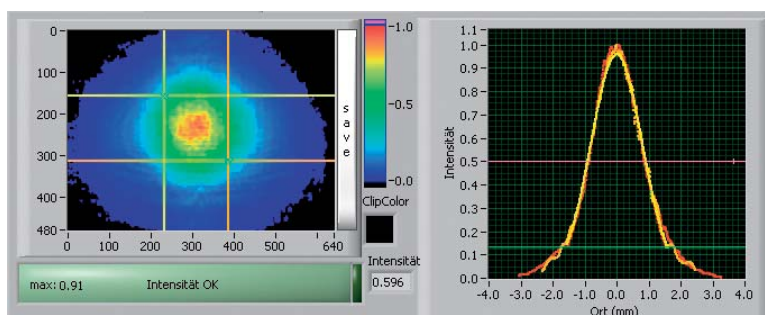 0-
100-
200-
300-
400-
480-
0 100 200 300 400 500 640
save
-1.0
-0.5
-0.0
ClipColor
Intensität
0.596
max: 0.91 Intensität OK
Intensität
1.1-
1.0-
0.9-
0.8-
0.7-
0.6-
0.5-
0.4-
0.3-
0.2-
0.1-
0.0-
-4.0 -3.0 -2.0 -1.0 0.0 1.0 2.0 3.0 4.0
Ort (mm)